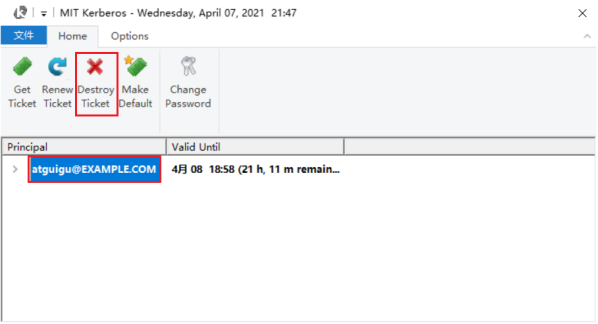 MIT Kerberos - Wednesday, April 07, 2021  21:47
文件 Home Options
Get Ticket Renew Ticket Destroy Ticket Make Default Change Password
Principal Valid Until
atguigu@EXAMPLE.COM 4月 08  18:58 (21 h, 11 m remain...